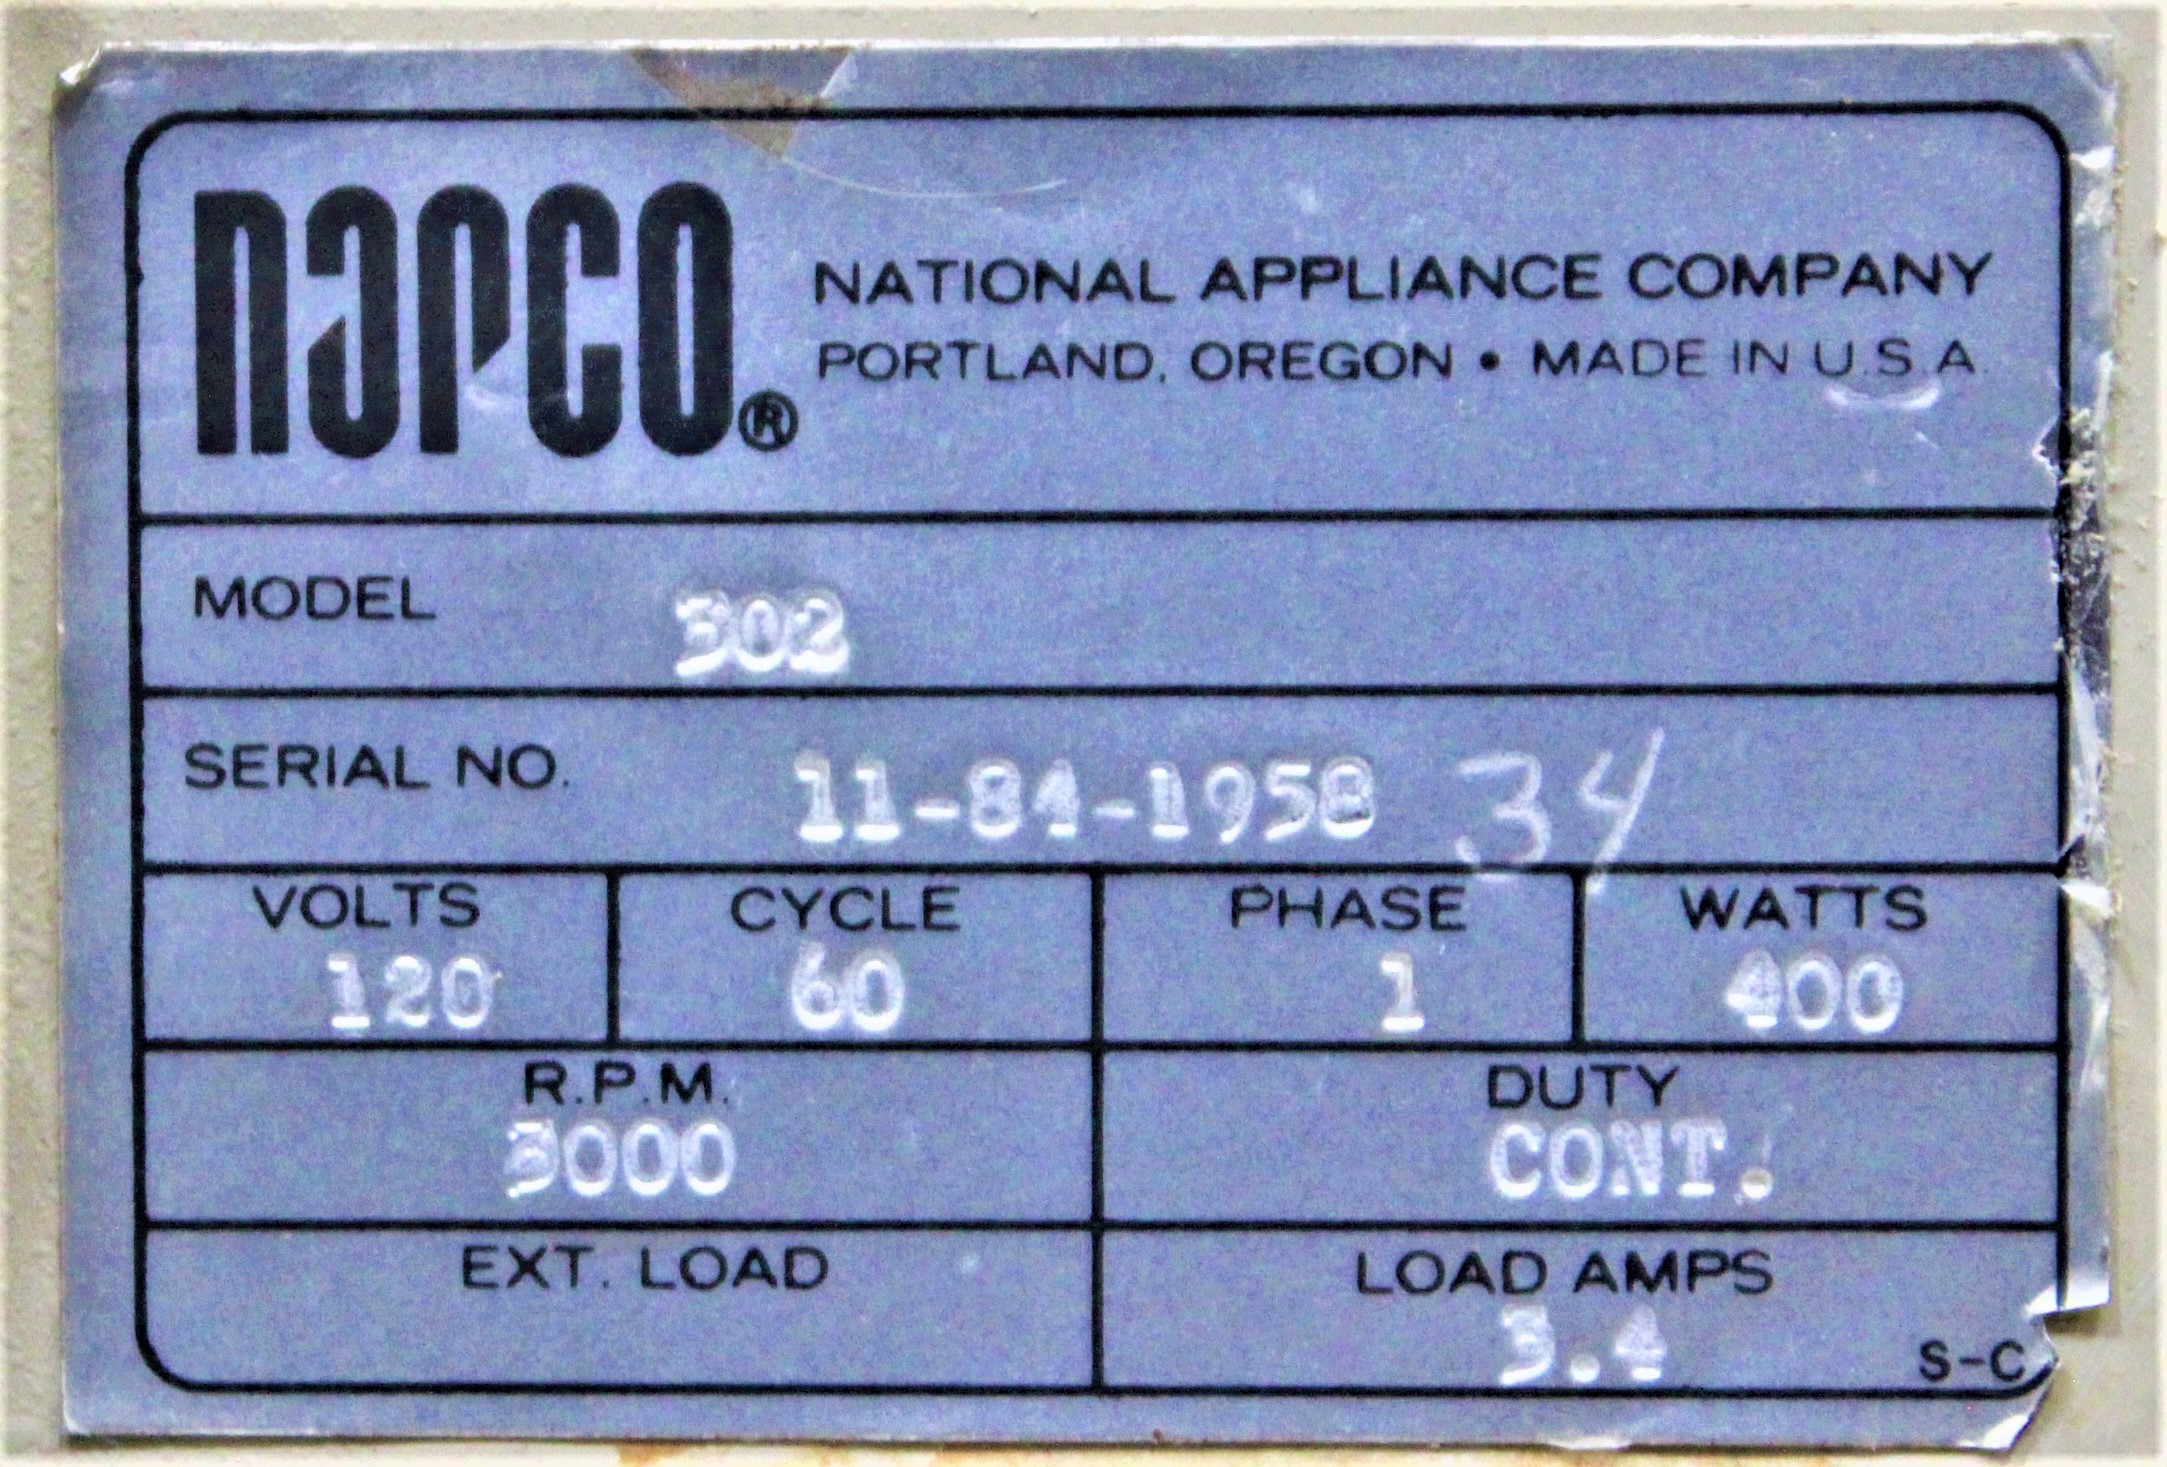 napco®
NATIONAL APPLIANCE COMPANY
PORTLAND, OREGON • MADE IN U.S.A.
MODEL 302
SERIAL NO. 11-84-1958 34
VOLTS CYCLE PHASE WATTS
120 60 1 400
R.P.M. DUTY
3000 CONT.
EXT. LOAD LOAD AMPS
3.4
S-C